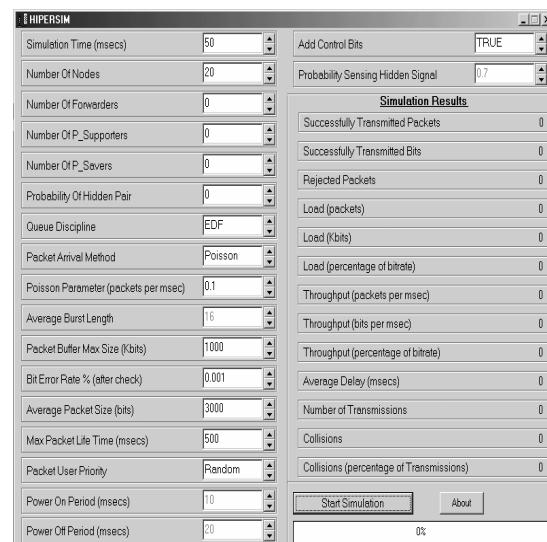 HIPERSIM
Simulation Time (msecs) 50
Number Of Nodes 20
Number Of Forwarders 0
Number Of P_Supporters 0
Number Of P_Savers 0
Probability Of Hidden Pair 0
Queue Discipline EDF
Packet Arrival Method Poisson
Poisson Parameter (packets per msec) 0.1
Average Burst Length 16
Packet Buffer Max Size (Kbits) 1000
Bit Error Rate % (after check) 0.001
Average Packet Size (bits) 3000
Max Packet Life Time (msecs) 500
Packet User Priority Random
Power On Period (msecs) 10
Power Off Period (msecs) 20
Add Control Bits TRUE
Probability Sensing Hidden Signal 0.7
Simulation Results
Successfully Transmitted Packets 0
Successfully Transmitted Bits 0
Rejected Packets 0
Load (packets) 0
Load (Kbits) 0
Load (percentage of bitrate) 0
Throughput (packets per msec) 0
Throughput (bits per msec) 0
Throughput (percentage of bitrate) 0
Average Delay (msecs) 0
Number of Transmissions 0
Collisions 0
Collisions (percentage of Transmissions) 0
Start Simulation About
0%